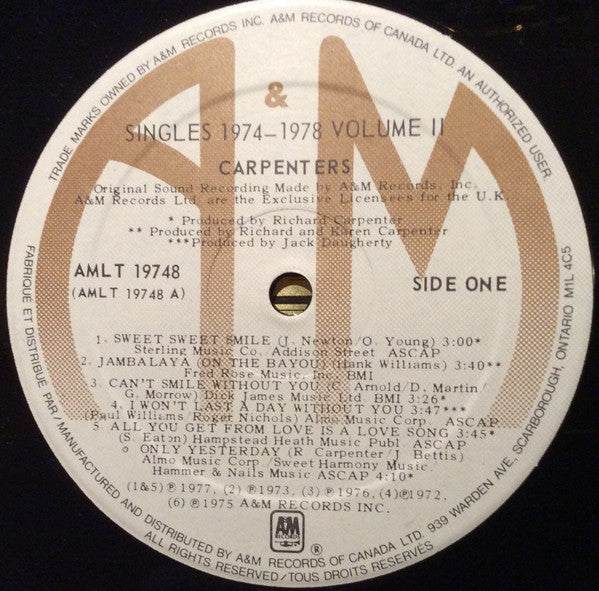 TRADE MARKS OWNED BY A&M RECORDS INC. A&M RECORDS OF CANADA LTD. AN AUTHORIZED USER
&
SINGLES 1974-1978 VOLUME II
CARPENTERS
Original Sound Recording Made by A&M Records, Inc.
A&M Records Ltd. are the Exclusive Licensees for the U.K.
* Produced by Richard Carpenter
** Produced by Richard and Karen Carpenter
***Produced by Jack Daugherty
AMLT 19748
(AMLT 19748 A)
SIDE ONE
1. SWEET SWEET SMILE (J. Newton/O. Young) 3:00*
Sterling Music Co. Addison Street ASCAP
2. JAMBALAYA (ON THE BAYOU) (Hank Williams) 3:40**
Fred Rose Music, Inc. BMI
3. CAN'T SMILE WITHOUT YOU (C. Arnold/D. Martin/
G. Morrow) Dick James Music Ltd. BMI 3:26*
4. I WON'T LAST A DAY WITHOUT YOU 3:47***
(Paul Williams/Roger Nichols) Almo Music Corp. ASCAP
5. ALL YOU GET FROM LOVE IS A LOVE SONG 3:45*
(S. Eaton) Hampstead Heath Music Publ. ASCAP
6 ONLY YESTERDAY (R. Carpenter/J. Bettis)
Almo Music Corp./Sweet Harmony Music/
Hammer & Nails Music ASCAP 4:10*
(1&5) ℗ 1977, (2) ℗1973, (3) ℗1976, (4)℗1972,
(6) ℗ 1975 A&M RECORDS INC.
A&M
RECORDS
®
FABRIQUE ET DISTRIBUE PAR/MANUFACTURED AND DISTRIBUTED BY A&M RECORDS OF CANADA LTD. 939 WARDEN AVE., SCARBOROUGH, ONTARIO M1L 4C5
ALL RIGHTS RESERVED/TOUS DROITS RESERVES